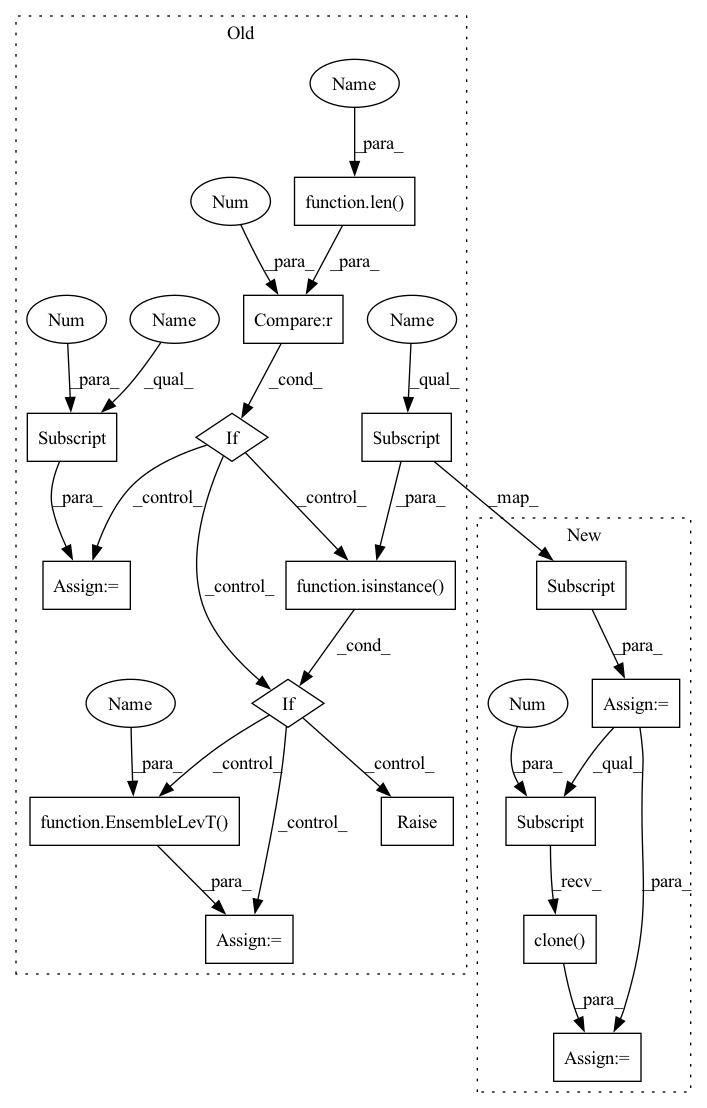 Old
Name
_para_
Num
function.len()
_para_
_para_
Num
Name
Compare:r
Name
_para_
_qual_
_cond_
_qual_
Subscript
If
Subscript
_para_
_control_
_control_
_para_
_map_
New
Assign:=
_control_
function.isinstance()
Subscript
_cond_
_para_
Name
If
Num
Assign:=
_para_
_control_
_control_
_para_
_qual_
function.EnsembleLevT()
_control_
Raise
Subscript
_para_
_para_
_recv_
Assign:=
clone()
_para_
Assign:=